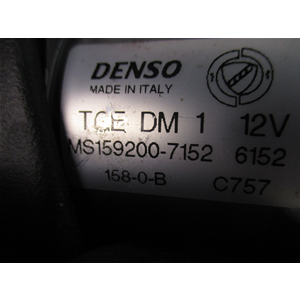 DENSO
MADE IN ITALY
TCE DM 1 12V
MS159200-7152 6152
158-0-B C757